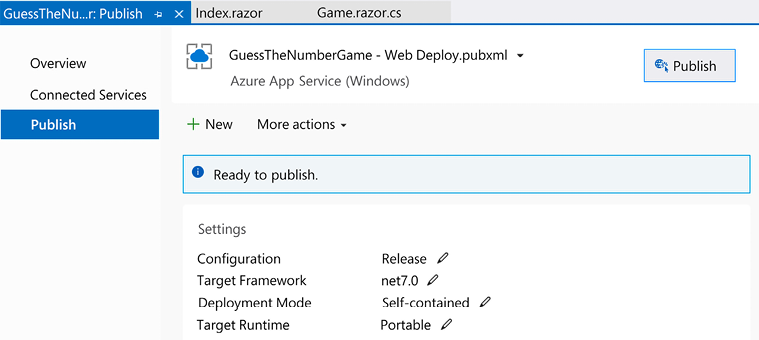 GuessTheNu...r: Publish Index.razor Game.razor.cs
Overview
Connected Services
Publish
GuessTheNumberGame - Web Deploy.pubxml
Azure App Service (Windows)
Publish
New More actions
Ready to publish.
Settings
Configuration Release
Target Framework net7.0
Deployment Mode Self-contained
Target Runtime Portable